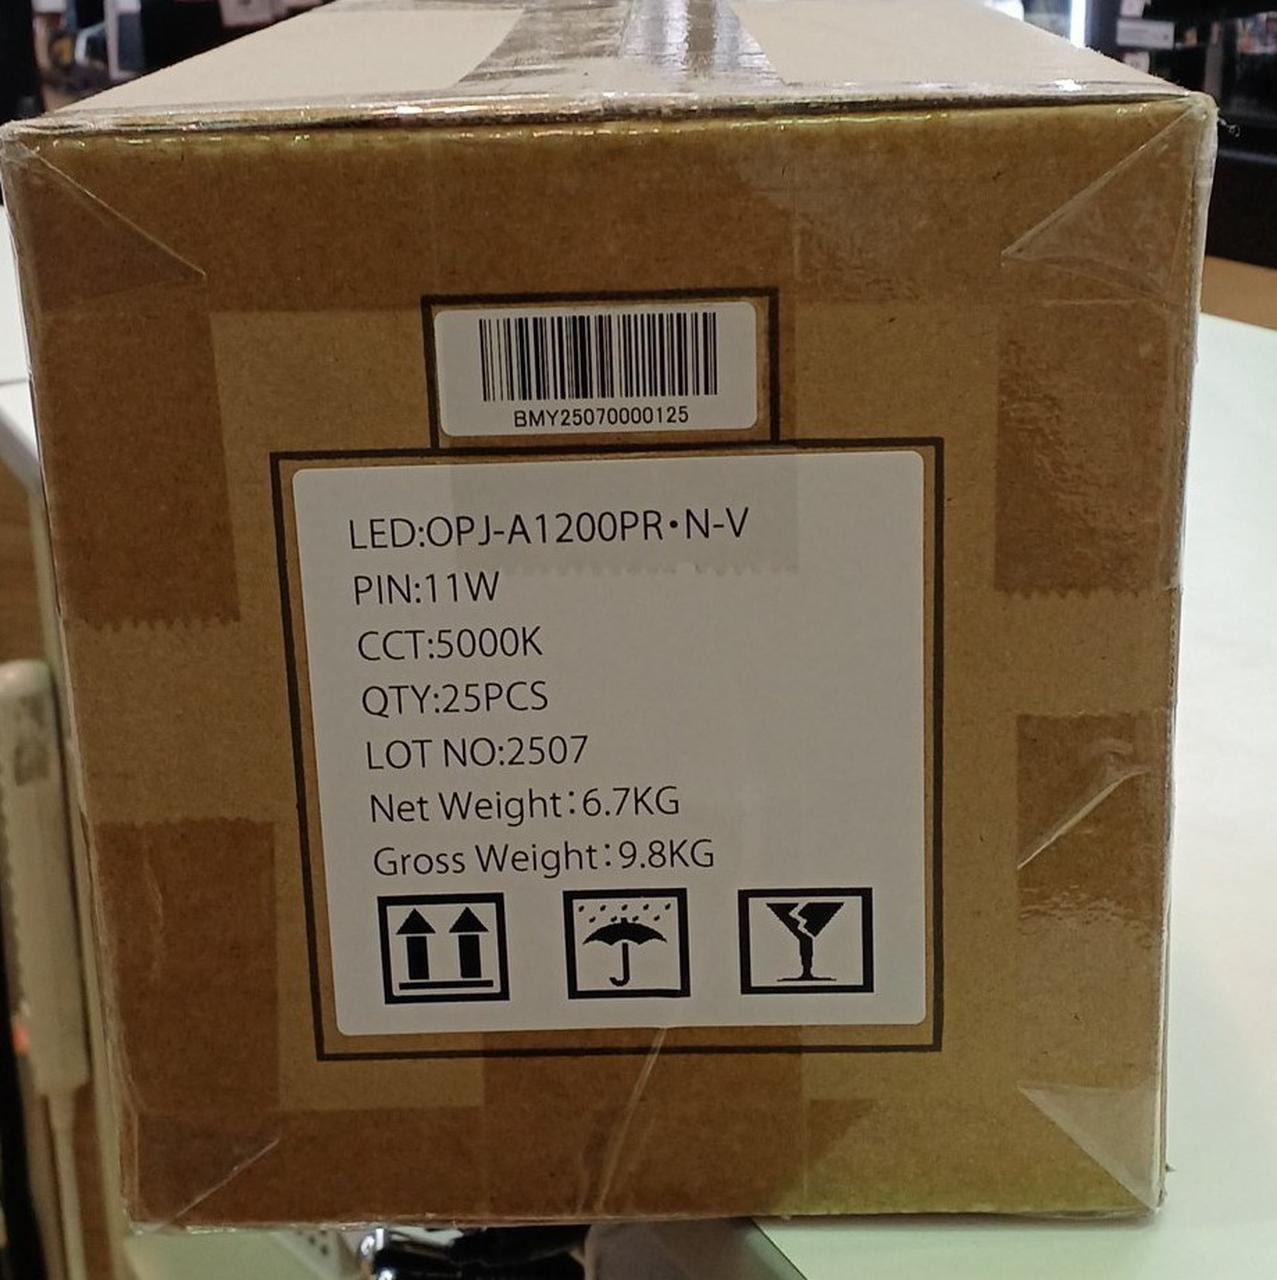 BMY25070000125
LED:OPJ-A1200PR・N-V
PIN:11W
CCT:5000K
QTY:25PCS
LOT NO:2507
Net Weight:6.7KG
Gross Weight:9.8KG